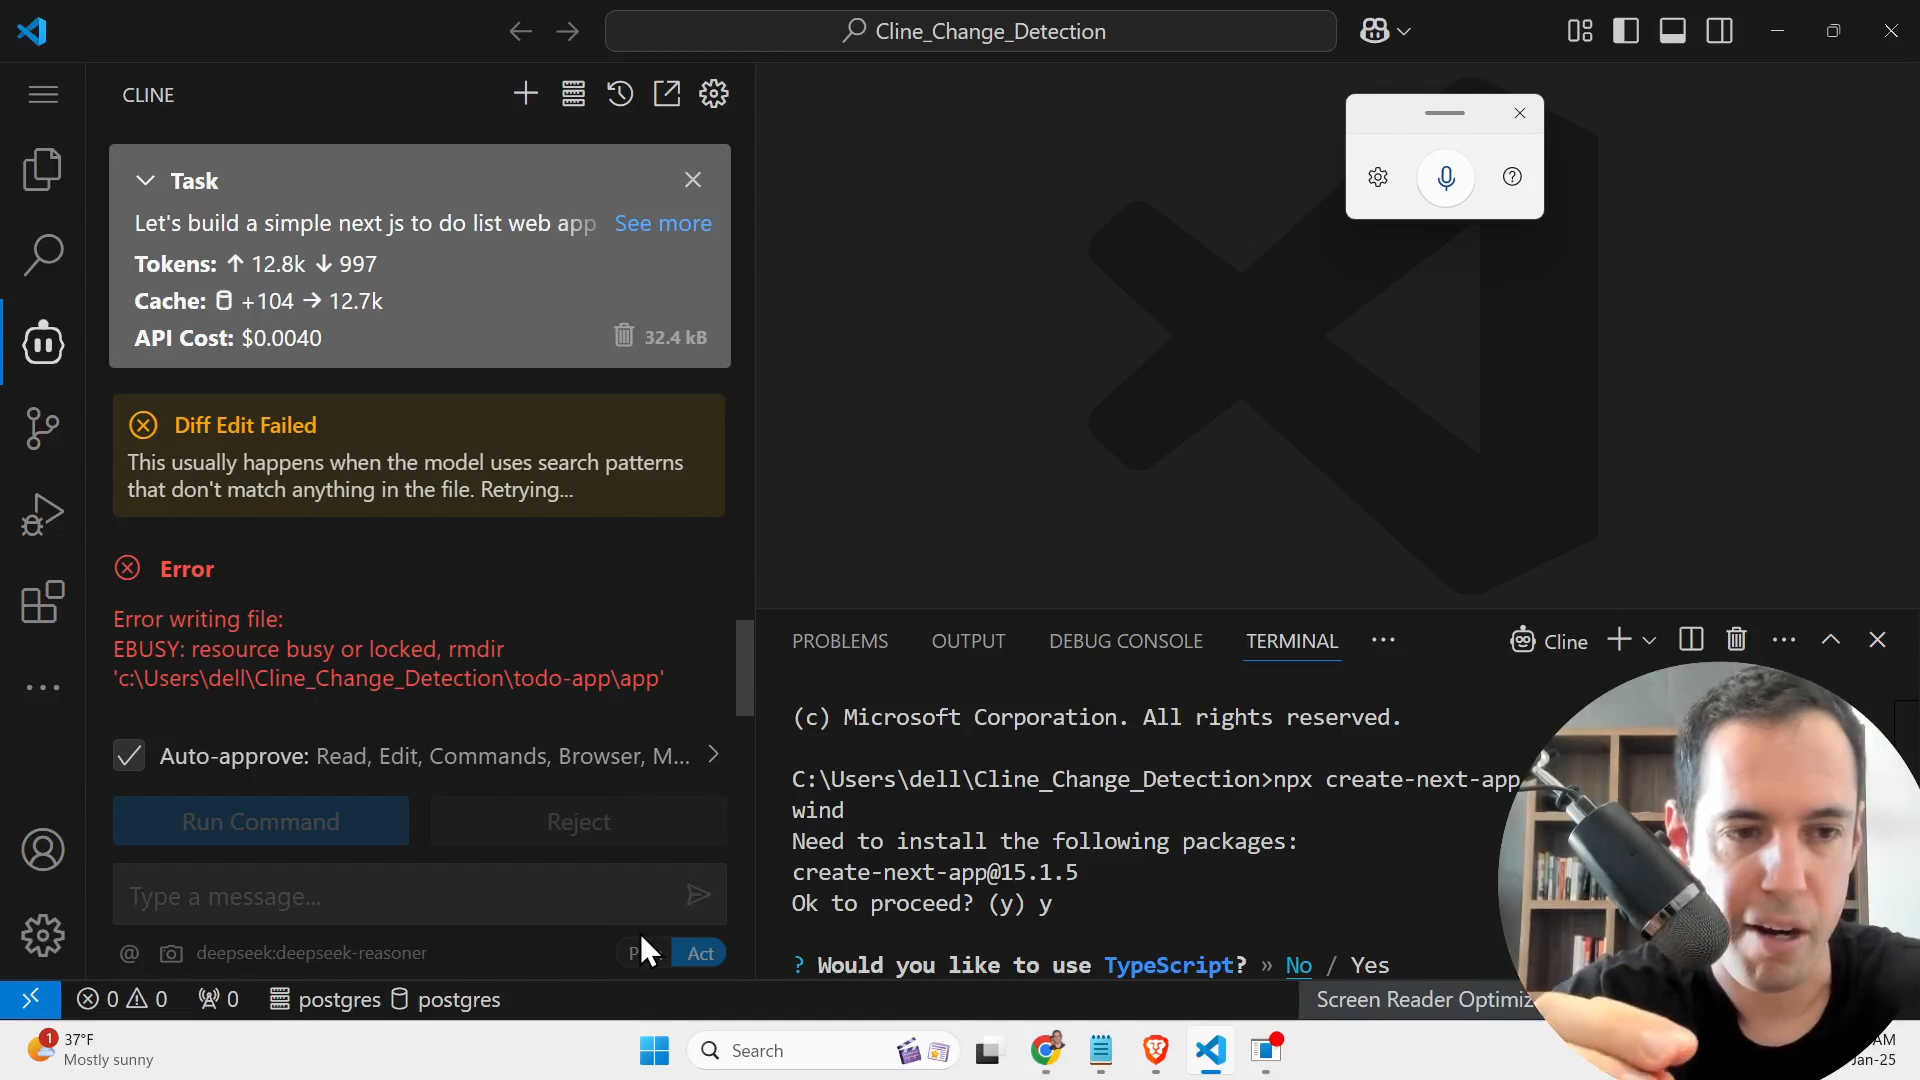 Cline_Change_Detection
CLINE
Task
Let's build a simple next js to do list web app See more
Tokens: ↑ 12.8k ↓ 997
Cache: +104 → 12.7k
API Cost: $0.0040
32.4 kB
Diff Edit Failed
This usually happens when the model uses search patterns
that don't match anything in the file. Retrying...
Error
Error writing file:
EBUSY: resource busy or locked, rmdir
'c:\Users\dell\Cline_Change_Detection\todo-app\app'
Auto-approve: Read, Edit, Commands, Browser, M...
Run Command Reject
Type a message...
@ deepseek:deepseek-reasoner
Act
PROBLEMS OUTPUT DEBUG CONSOLE TERMINAL ...
Cline
(c) Microsoft Corporation. All rights reserved.
C:\Users\dell\Cline_Change_Detection>npx create-next-app
wind
Need to install the following packages:
create-next-app@15.1.5
Ok to proceed? (y) y
? Would you like to use TypeScript? » No / Yes
0 0 0 postgres postgres
Screen Reader Optimiz
1
37°F
Mostly sunny
Search
AM